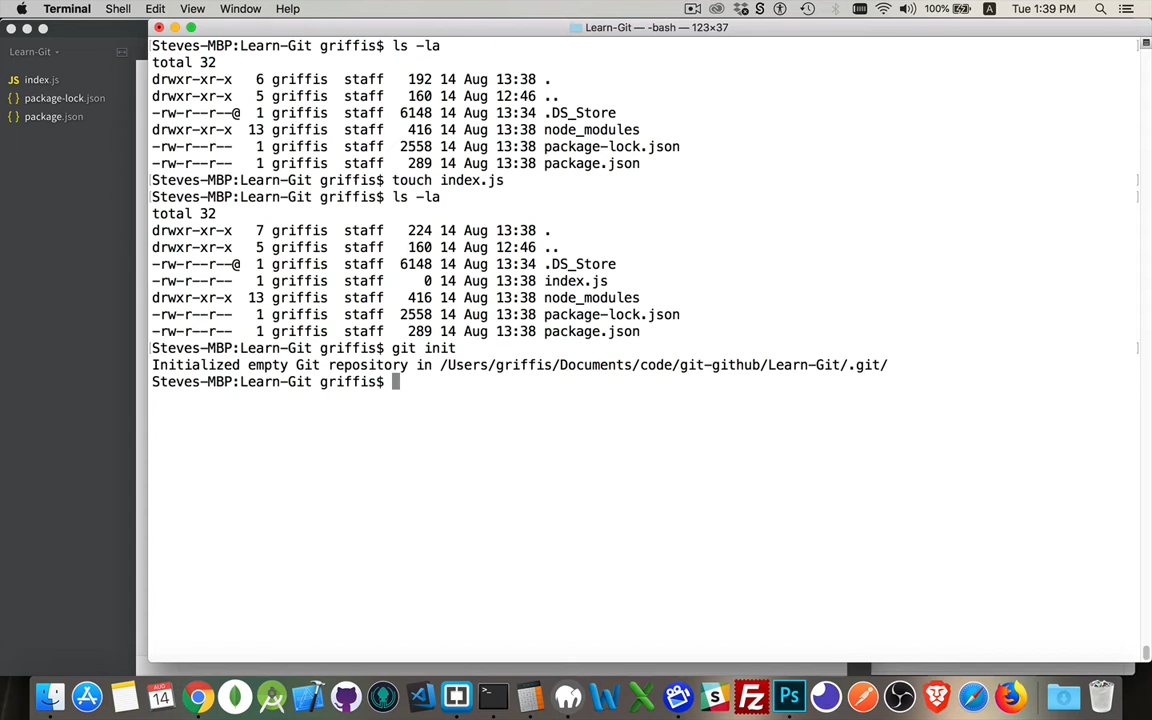 Terminal Shell Edit View Window Help 100% A Tue 1:39 PM
Learn-Git — -bash — 123×37
Learn-Git
JS index.js
{ } package-lock.json
{ } package.json
Steves-MBP:Learn-Git griffis$ ls -la
total 32
drwxr-xr-x 6 griffis staff 192 14 Aug 13:38 .
drwxr-xr-x 5 griffis staff 160 14 Aug 12:46 ..
-rw-r--r--@ 1 griffis staff 6148 14 Aug 13:34 .DS_Store
drwxr-xr-x 13 griffis staff 416 14 Aug 13:38 node_modules
-rw-r--r-- 1 griffis staff 2558 14 Aug 13:38 package-lock.json
-rw-r--r-- 1 griffis staff 289 14 Aug 13:38 package.json
Steves-MBP:Learn-Git griffis$ touch index.js
Steves-MBP:Learn-Git griffis$ ls -la
total 32
drwxr-xr-x 7 griffis staff 224 14 Aug 13:38 .
drwxr-xr-x 5 griffis staff 160 14 Aug 12:46 ..
-rw-r--r--@ 1 griffis staff 6148 14 Aug 13:34 .DS_Store
-rw-r--r-- 1 griffis staff 0 14 Aug 13:38 index.js
drwxr-xr-x 13 griffis staff 416 14 Aug 13:38 node_modules
-rw-r--r-- 1 griffis staff 2558 14 Aug 13:38 package-lock.json
-rw-r--r-- 1 griffis staff 289 14 Aug 13:38 package.json
Steves-MBP:Learn-Git griffis$ git init
Initialized empty Git repository in /Users/griffis/Documents/code/git-github/Learn-Git/.git/
Steves-MBP:Learn-Git griffis$
AUG
14
Ps
Fz